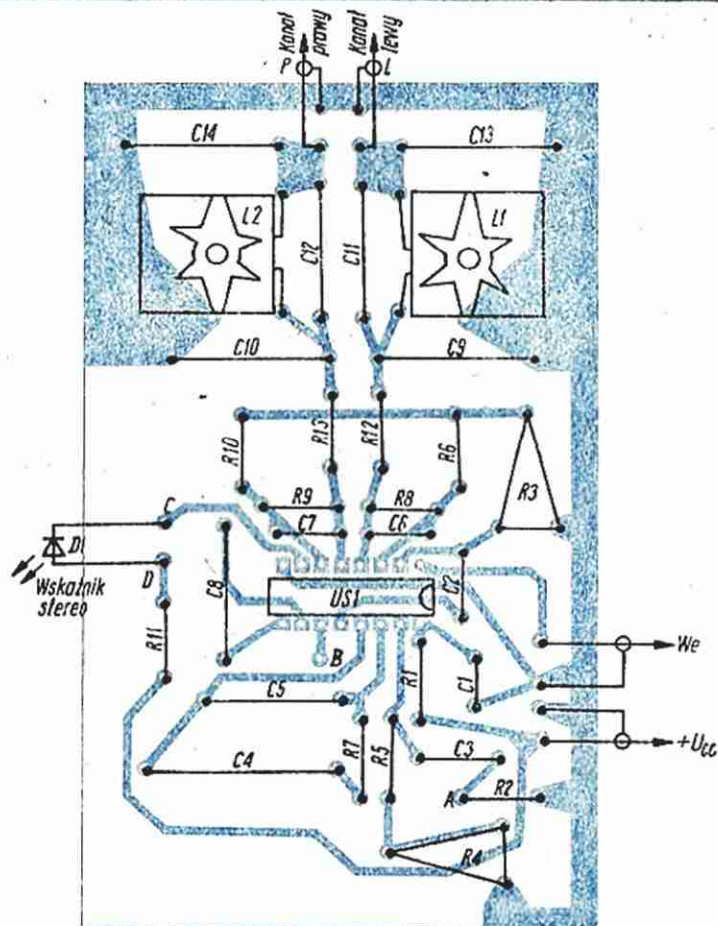 Kanał prawy
Kanał lewy
P
L
C14
C13
L2
L1
C12
C11
C10
C9
R13
R12
R10
R6
R3
R9
R8
C
C7
C6
D
Wskaźnik
stereo
D
C8
US1
C2
R11
B
We
R1
C1
C5
+Ucc
R7
R5
C3
C4
A
R2
R4